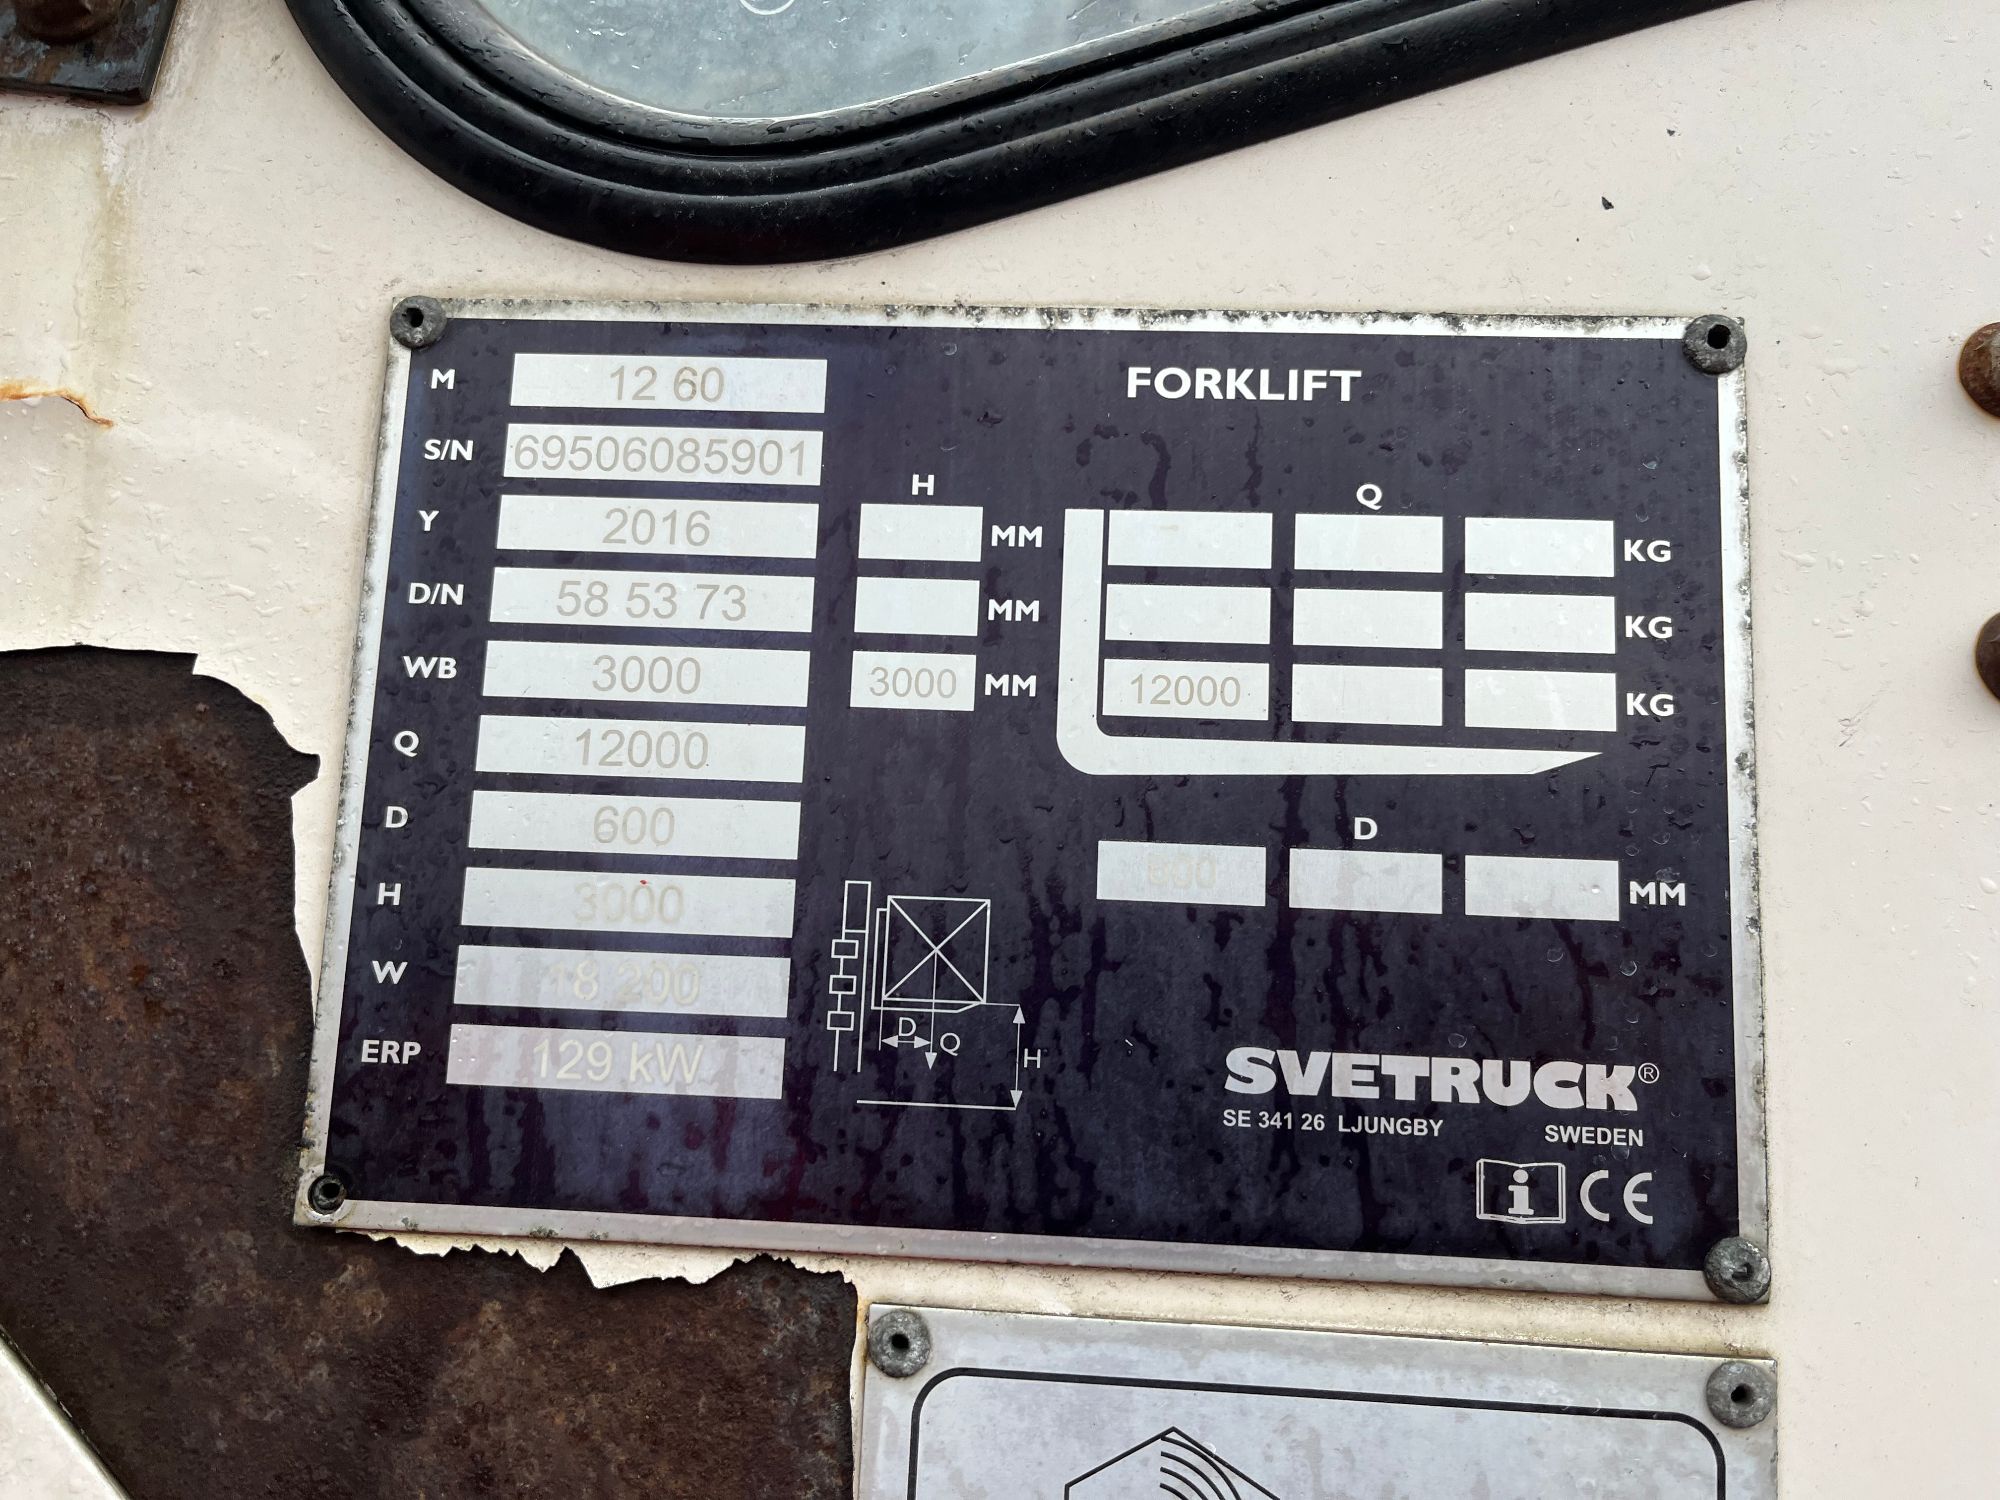 FORKLIFT
M 12 60
S/N 69506085901
Y 2016
D/N 58 53 73
WB 3000
Q 12000
D 600
H 3000
W 18 200
ERP 129 kW
H Q
MM KG
MM KG
3000 MM 12000 KG
D
600 MM
D Q H
SVETRUCK®
SE 341 26 LJUNGBY SWEDEN
i CE